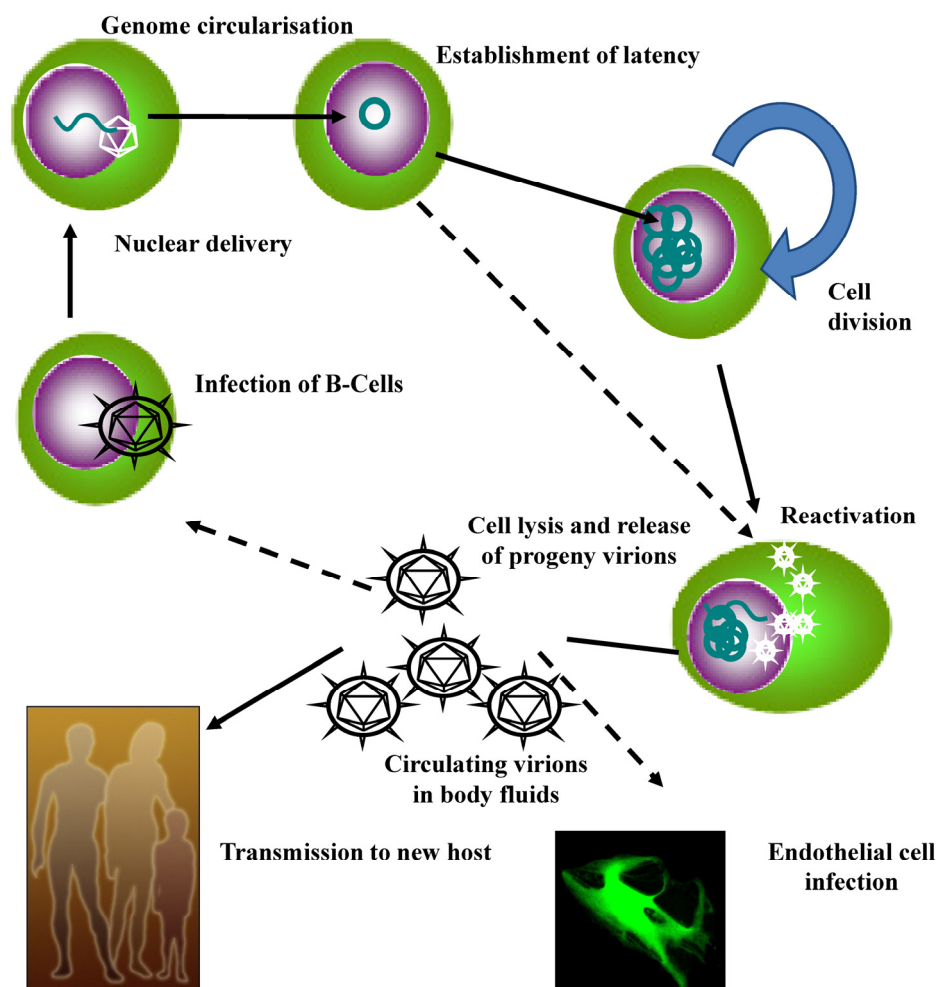 Genome circularisation
Establishment of latency
Nuclear delivery
Cell
division
Infection of B-Cells
Reactivation
Cell lysis and release
of progeny virions
Circulating virions
in body fluids
Transmission to new host
Endothelial cell
infection